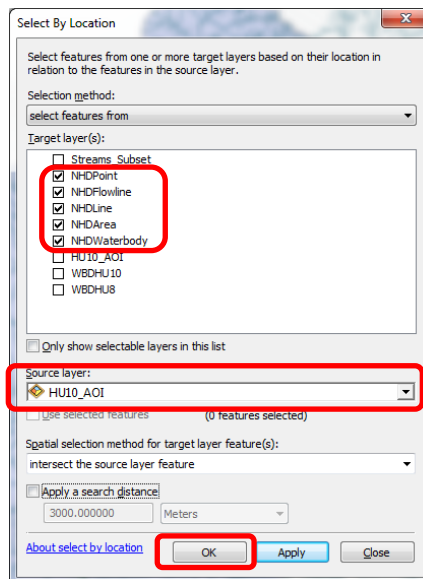 Select By Location
Select features from one or more target layers based on their location in
relation to the features in the source layer.
Selection method:
select features from
Target layer(s):
Streams_Subset
NHDPoint
NHDFlowline
NHDLine
NHDArea
NHDWaterbody
HU10_AOI
WBDHU10
WBDHU8
Only show selectable layers in this list
Source layer:
HU10_AOI
Use selected features (0 features selected)
Spatial selection method for target layer feature(s):
intersect the source layer feature
Apply a search distance
3000.000000 Meters
About select by location OK Apply Close